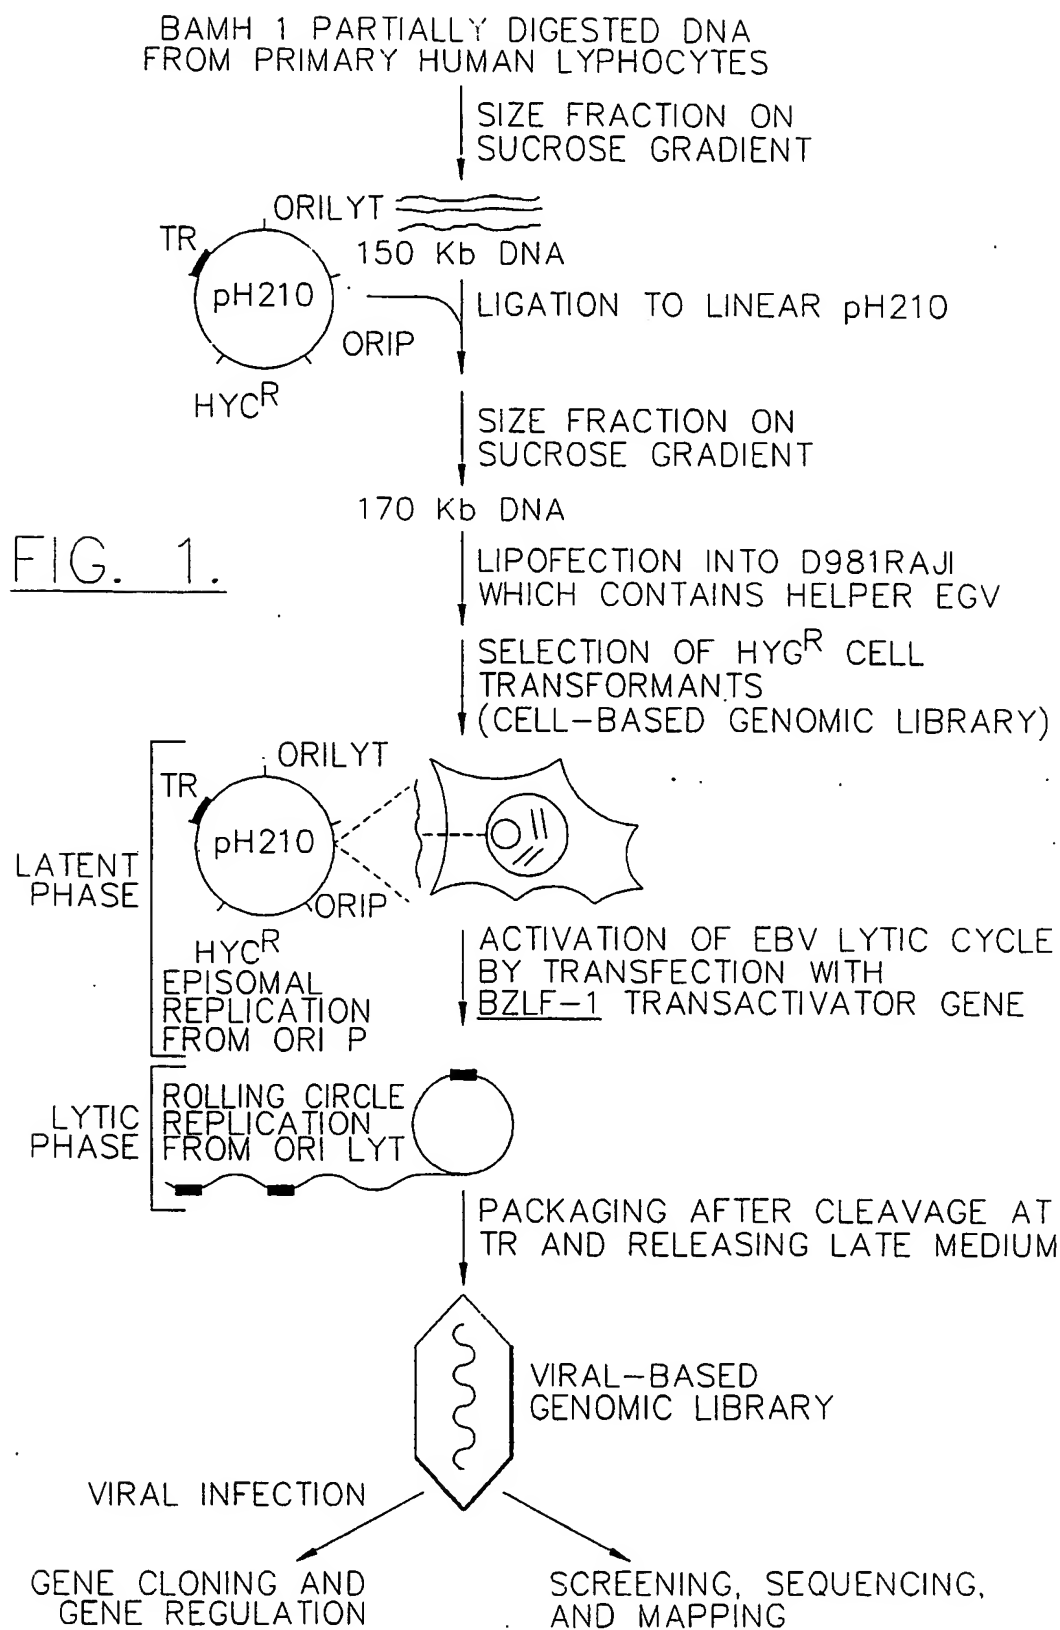 BAMH 1 PARTIALLY DIGESTED DNA
FROM PRIMARY HUMAN LYPHOCYTES
SIZE FRACTION ON
SUCROSE GRADIENT
ORILYT
TR
150 Kb DNA
pH210
LIGATION TO LINEAR pH210
ORIP
HYCR
SIZE FRACTION ON
SUCROSE GRADIENT
170 Kb DNA
FIG. 1.
LIPOFECTION INTO D981RAJI
WHICH CONTAINS HELPER EGV
SELECTION OF HYGR CELL
TRANSFORMANTS
(CELL-BASED GENOMIC LIBRARY)
ORILYT
TR
pH210
LATENT
PHASE
ORIP
HYCR
EPISOMAL
REPLICATION
FROM ORI P
ACTIVATION OF EBV LYTIC CYCLE
BY TRANSFECTION WITH
BZLF-1 TRANSACTIVATOR GENE
LYTIC
PHASE
ROLLING CIRCLE
REPLICATION
FROM ORI LYT
PACKAGING AFTER CLEAVAGE AT
TR AND RELEASING LATE MEDIUM
VIRAL-BASED
GENOMIC LIBRARY
VIRAL INFECTION
GENE CLONING AND
GENE REGULATION
SCREENING, SEQUENCING,
AND MAPPING